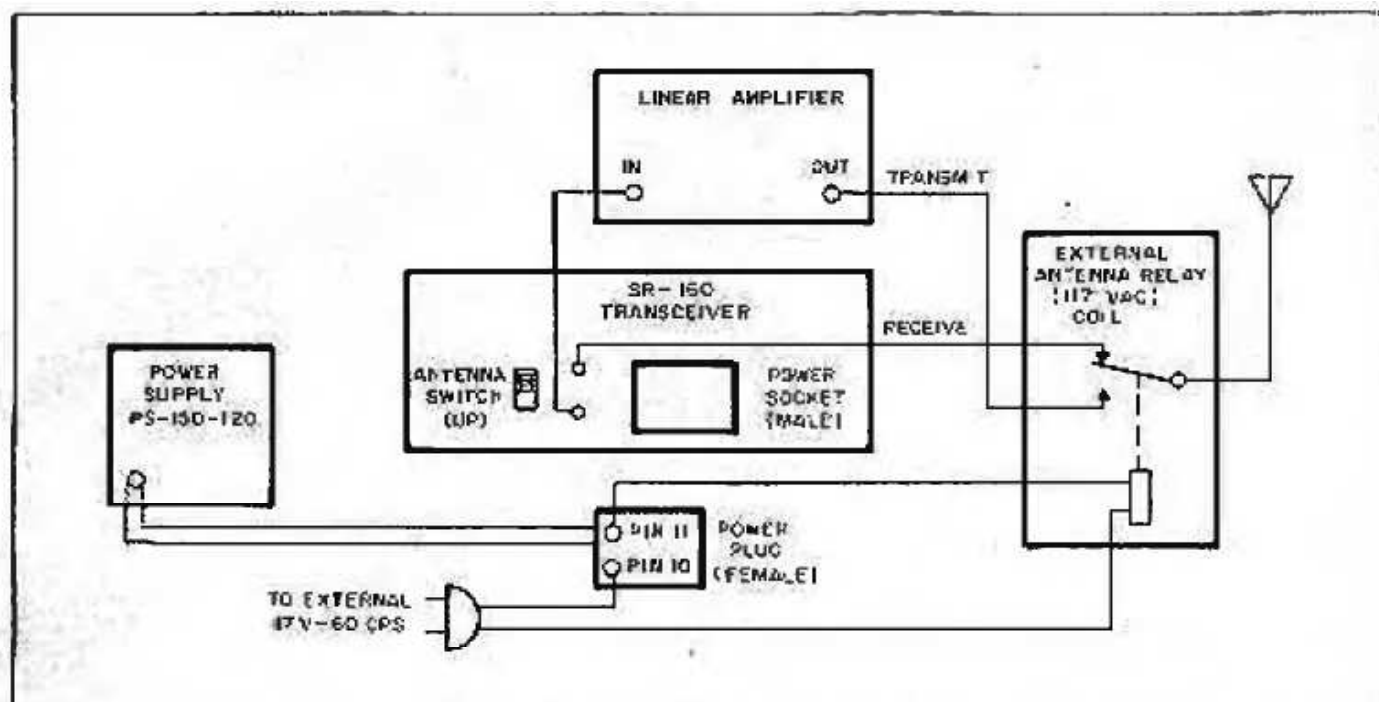 LINEAR AMPLIFIER
IN
OUT
TRANSMIT
EXTERNAL
ANTENNA RELAY
(117 VAC)
COIL
SR-160
TRANSCEIVER
RECEIVE
ANTENNA
SWITCH
(UP)
POWER
SOCKET
(MALE)
POWER
SUPPLY
PS-150-120
PIN 11
PIN 10
POWER
PLUG
(FEMALE)
TO EXTERNAL
117V-60 CPS